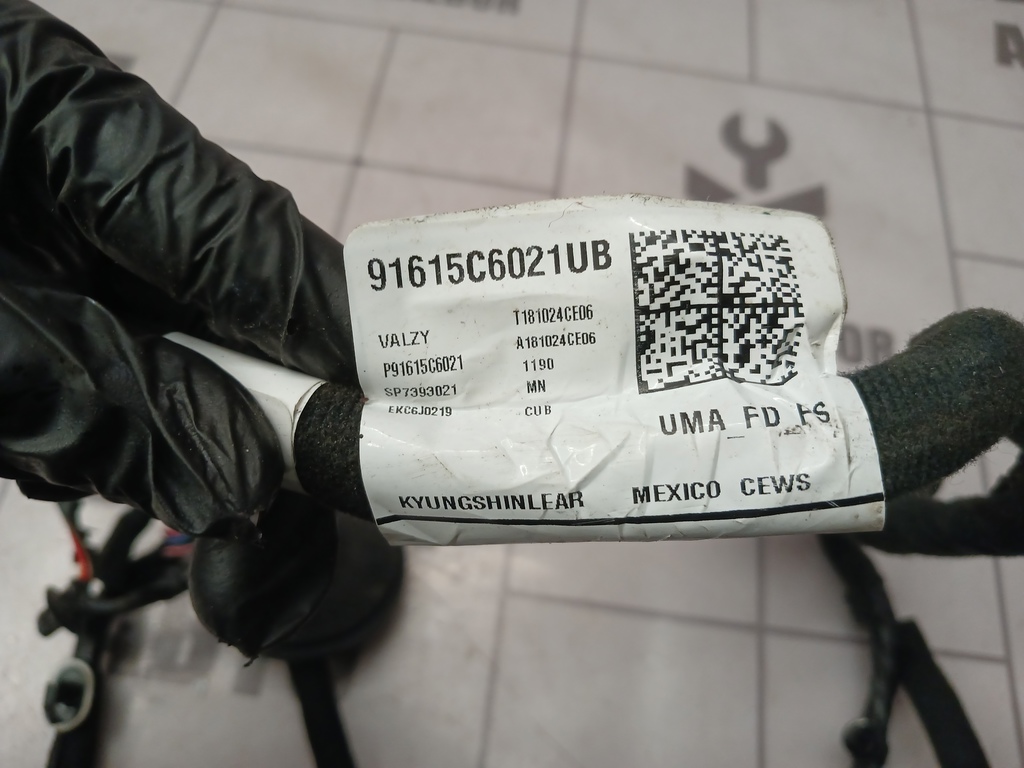 91615C6021UB
VALZY T181024CE06
P91615C6021 A181024CE06
SP7393021 1190
EKC6J0219 MN
CUB
UMA_FD_FS
KYUNGSHINLEAR MEXICO CEWS